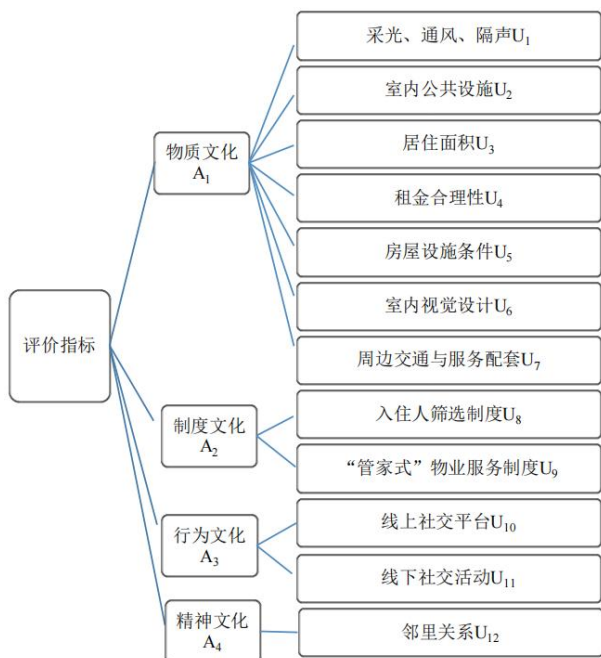 评价指标
物质文化
A₁
采光、通风、隔声U₁
室内公共设施U₂
居住面积U₃
租金合理性U₄
房屋设施条件U₅
室内视觉设计U₆
周边交通与服务配套U₇
制度文化
A₂
入住人筛选制度U₈
“管家式”物业服务制度U₉
行为文化
A₃
线上社交平台U₁₀
线下社交活动U₁₁
精神文化
A₄
邻里关系U₁₂